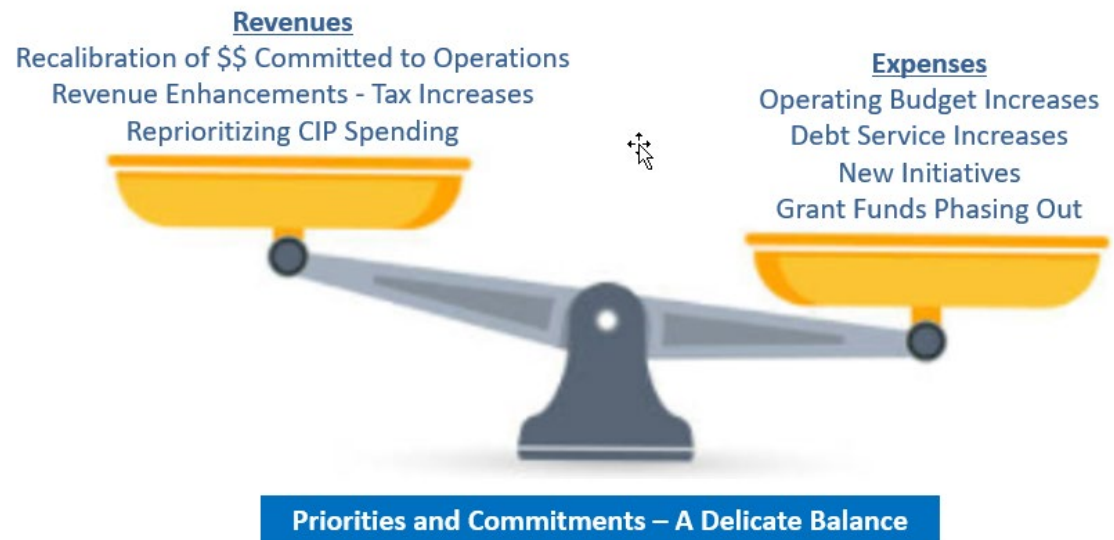 Revenues
Recalibration of $$ Committed to Operations
Revenue Enhancements - Tax Increases
Reprioritizing CIP Spending
Expenses
Operating Budget Increases
Debt Service Increases
New Initiatives
Grant Funds Phasing Out
Priorities and Commitments – A Delicate Balance